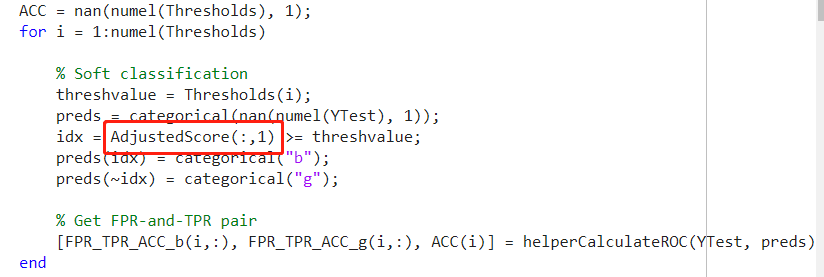 ACC = nan(numel(Thresholds), 1);
for i = 1:numel(Thresholds)
% Soft classification
threshvalue = Thresholds(i);
preds = categorical(nan(numel(YTest), 1));
idx = AdjustedScore(:,1) >= threshvalue;
preds(idx) = categorical("b");
preds(~idx) = categorical("g");
% Get FPR-and-TPR pair
[FPR_TPR_ACC_b(i,:), FPR_TPR_ACC_g(i,:), ACC(i)] = helperCalculateROC(YTest, preds)
end